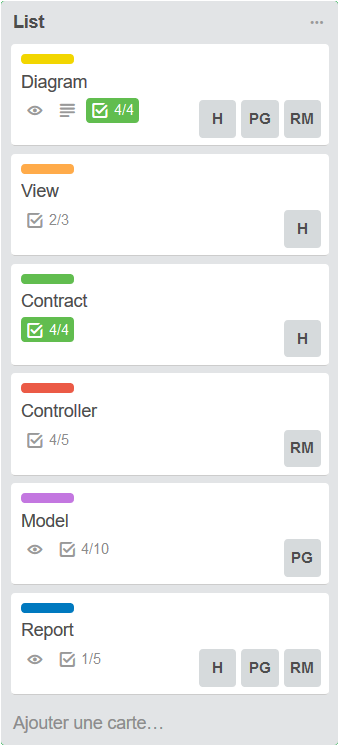 List
Diagram
4/4
H PG RM
View
2/3
H
Contract
4/4
H
Controller
4/5
RM
Model
4/10
PG
Report
1/5
H PG RM
Ajouter une carte…